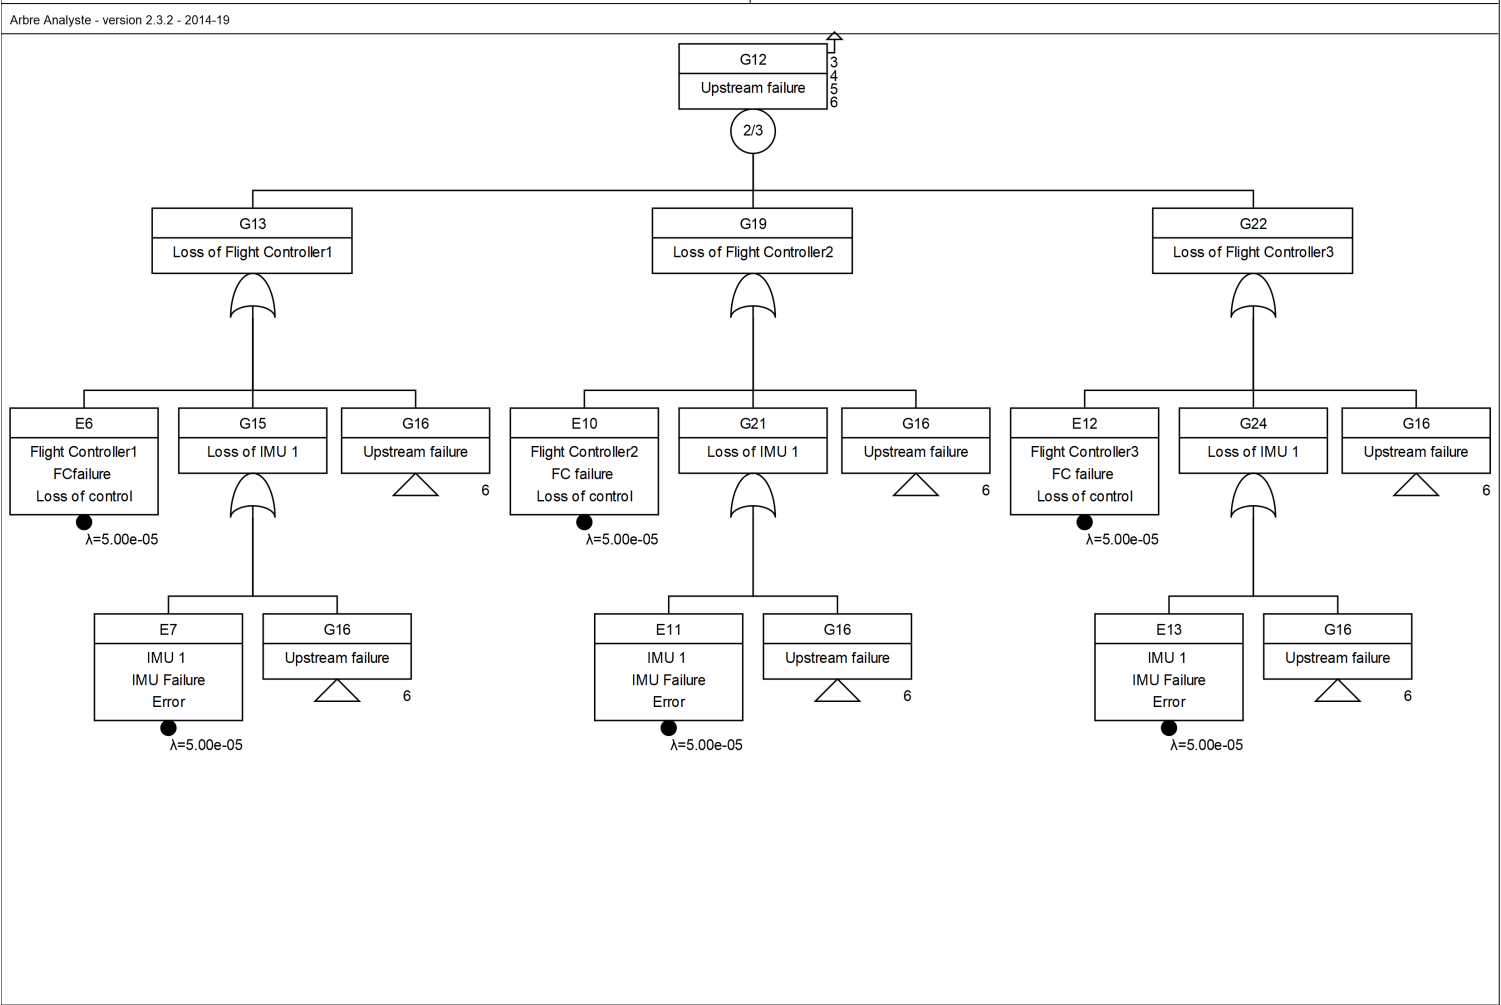 Arbre Analyste - version 2.3.2 - 2014-19
G12
Upstream failure
3
4
5
6
2/3
G13
Loss of Flight Controller1
G19
Loss of Flight Controller2
G22
Loss of Flight Controller3
E6
Flight Controller1
FCfailure
Loss of control
λ=5.00e-05
G15
Loss of IMU 1
G16
Upstream failure
6
E10
Flight Controller2
FC failure
Loss of control
λ=5.00e-05
G21
Loss of IMU 1
G16
Upstream failure
6
E12
Flight Controller3
FC failure
Loss of control
λ=5.00e-05
G24
Loss of IMU 1
G16
Upstream failure
6
E7
IMU 1
IMU Failure
Error
λ=5.00e-05
G16
Upstream failure
6
E11
IMU 1
IMU Failure
Error
λ=5.00e-05
G16
Upstream failure
6
E13
IMU 1
IMU Failure
Error
λ=5.00e-05
G16
Upstream failure
6